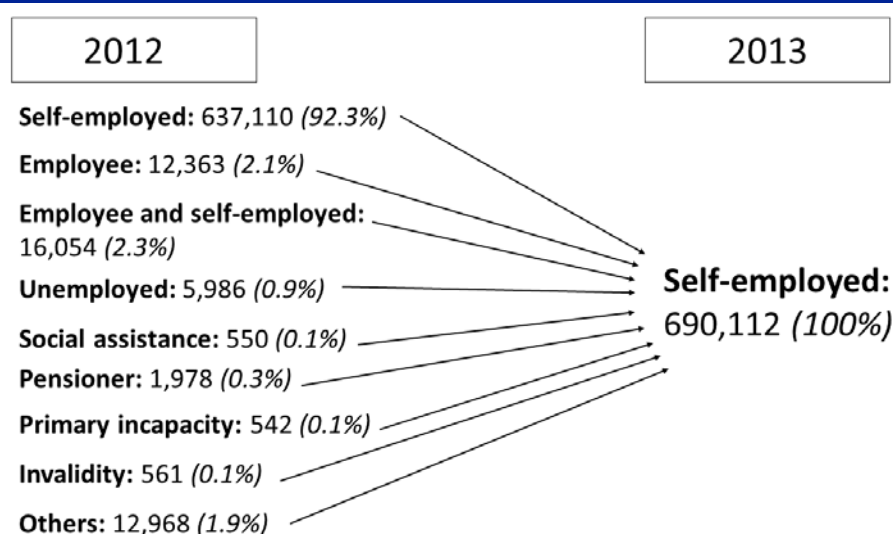 2012
2013
Self-employed: 637,110 (92.3%)
Employee: 12,363 (2.1%)
Employee and self-employed:
16,054 (2.3%)
Unemployed: 5,986 (0.9%)
Social assistance: 550 (0.1%)
Pensioner: 1,978 (0.3%)
Primary incapacity: 542 (0.1%)
Invalidity: 561 (0.1%)
Others: 12,968 (1.9%)
Self-employed:
690,112 (100%)